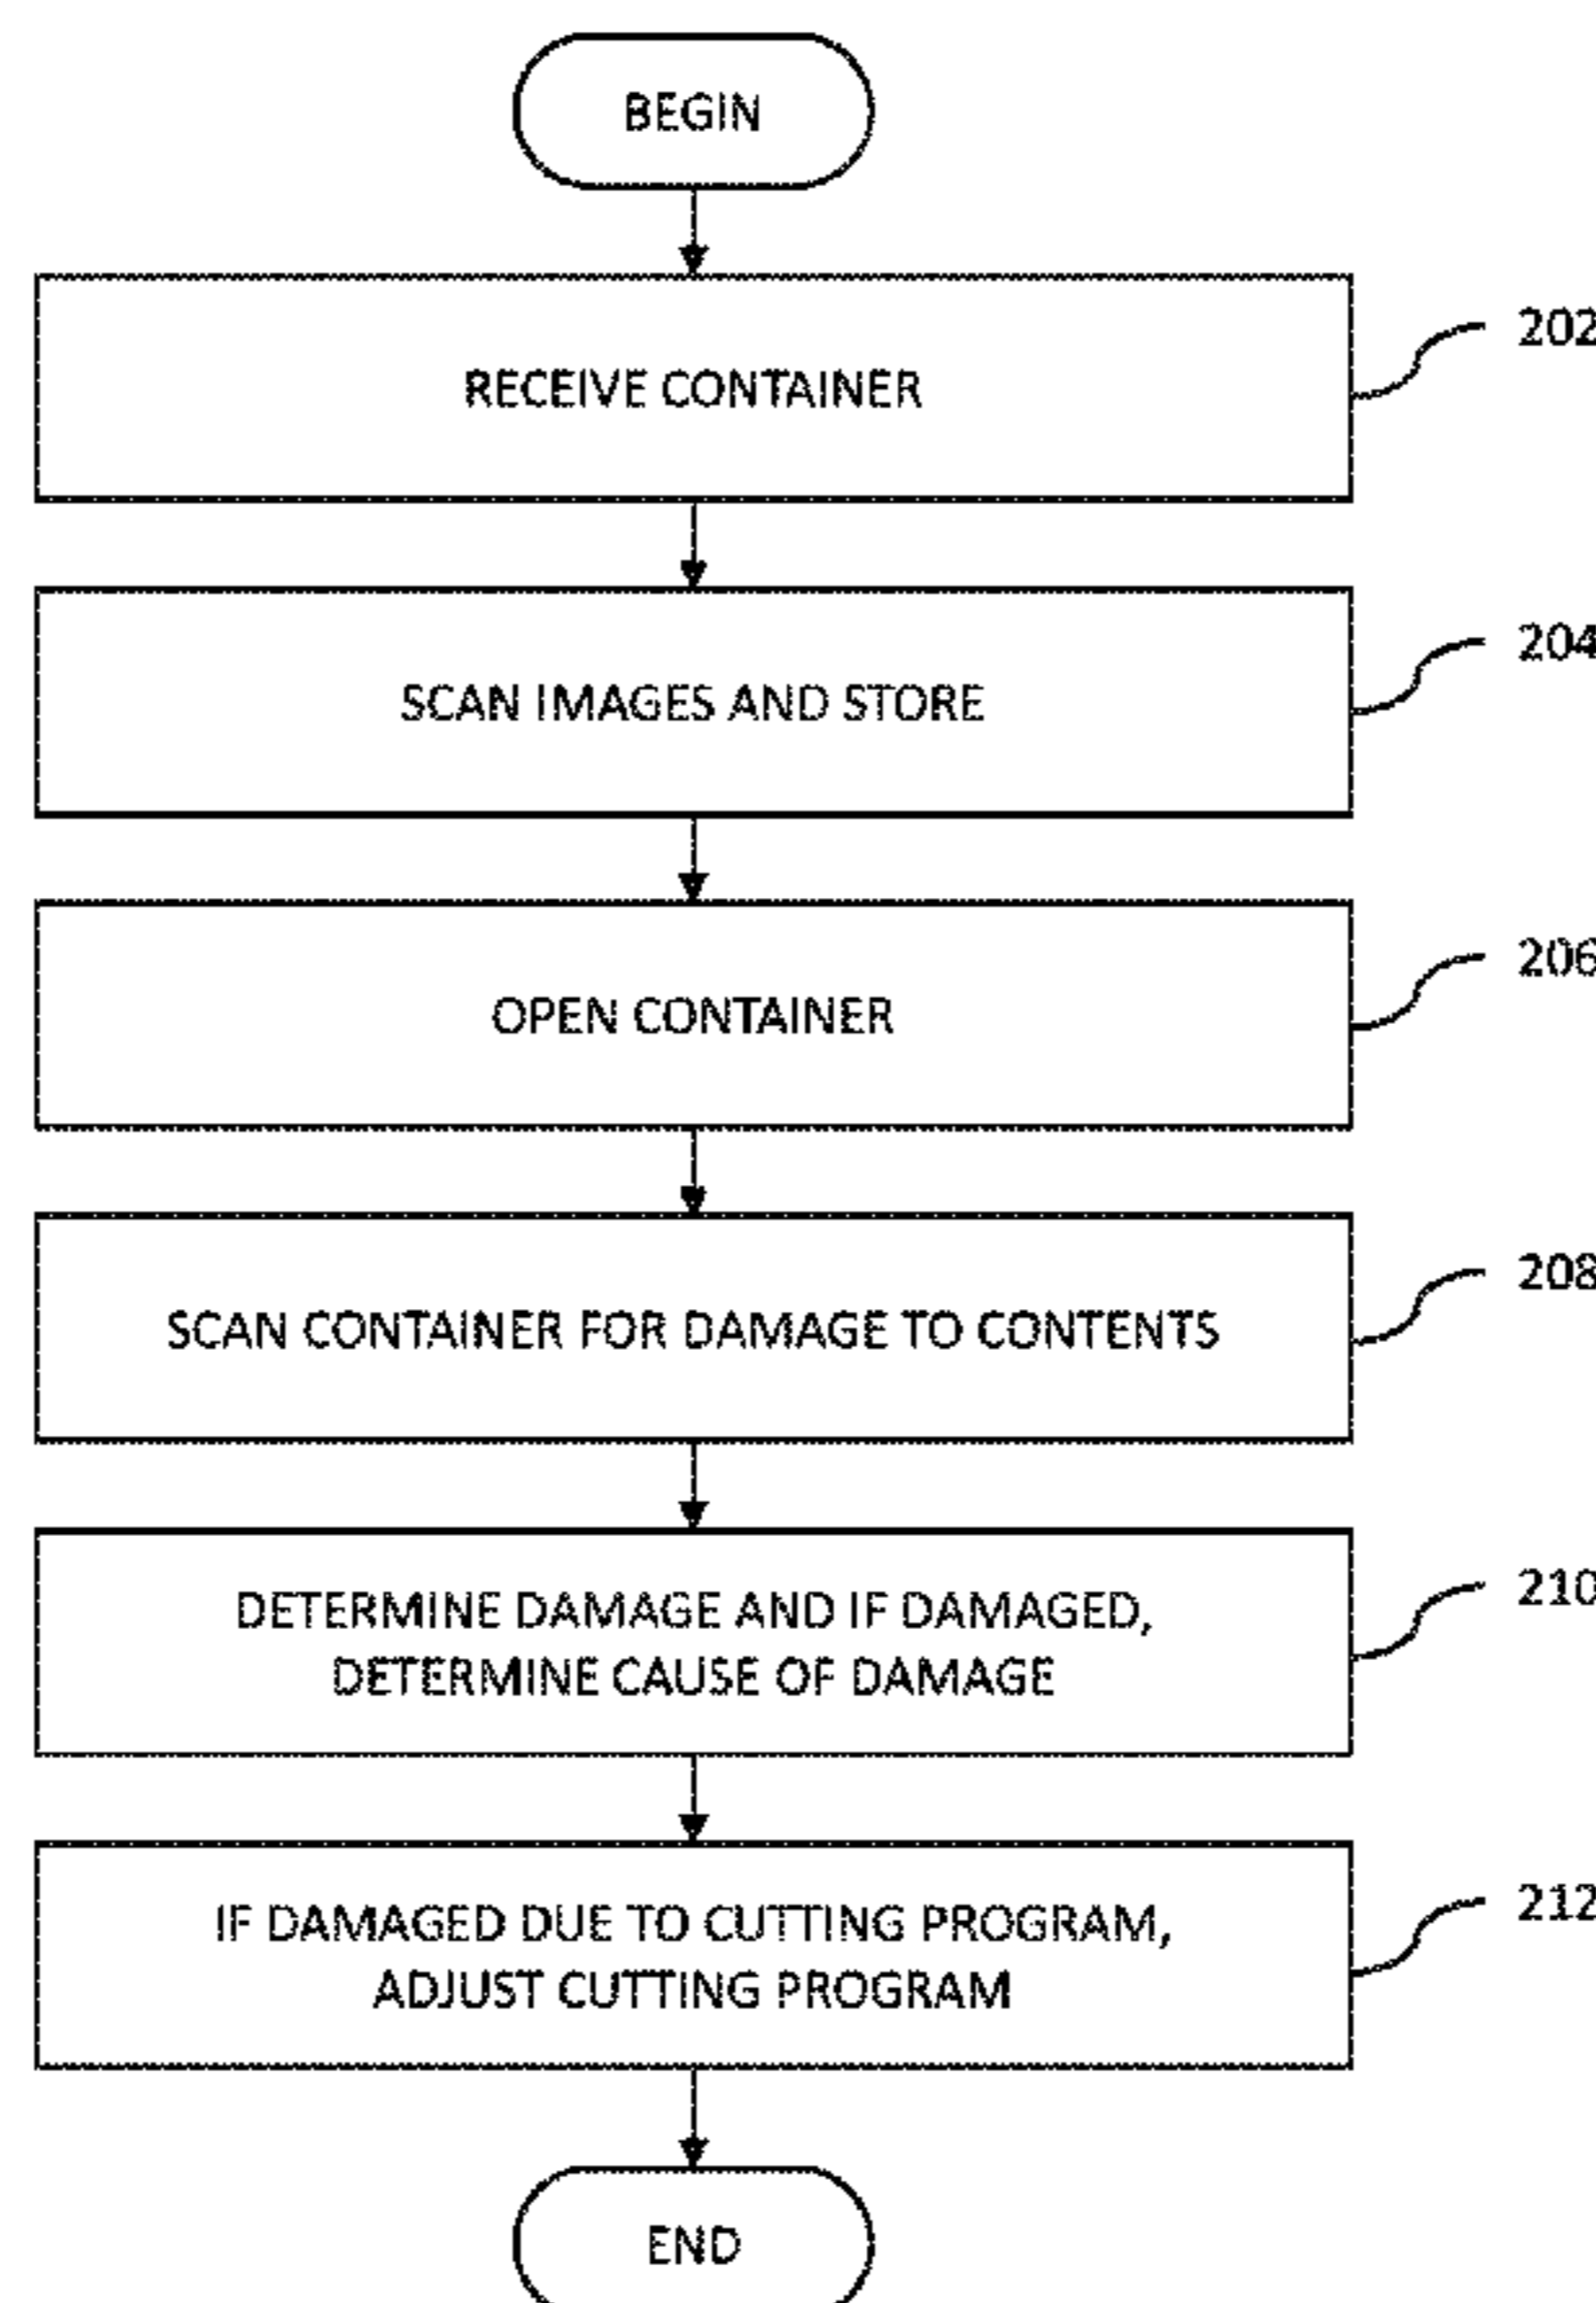 BEGIN
RECEIVE CONTAINER
202
SCAN IMAGES AND STORE
204
OPEN CONTAINER
206
SCAN CONTAINER FOR DAMAGE TO CONTENTS
208
DETERMINE DAMAGE AND IF DAMAGED,
DETERMINE CAUSE OF DAMAGE
210
IF DAMAGED DUE TO CUTTING PROGRAM,
ADJUST CUTTING PROGRAM
212
END